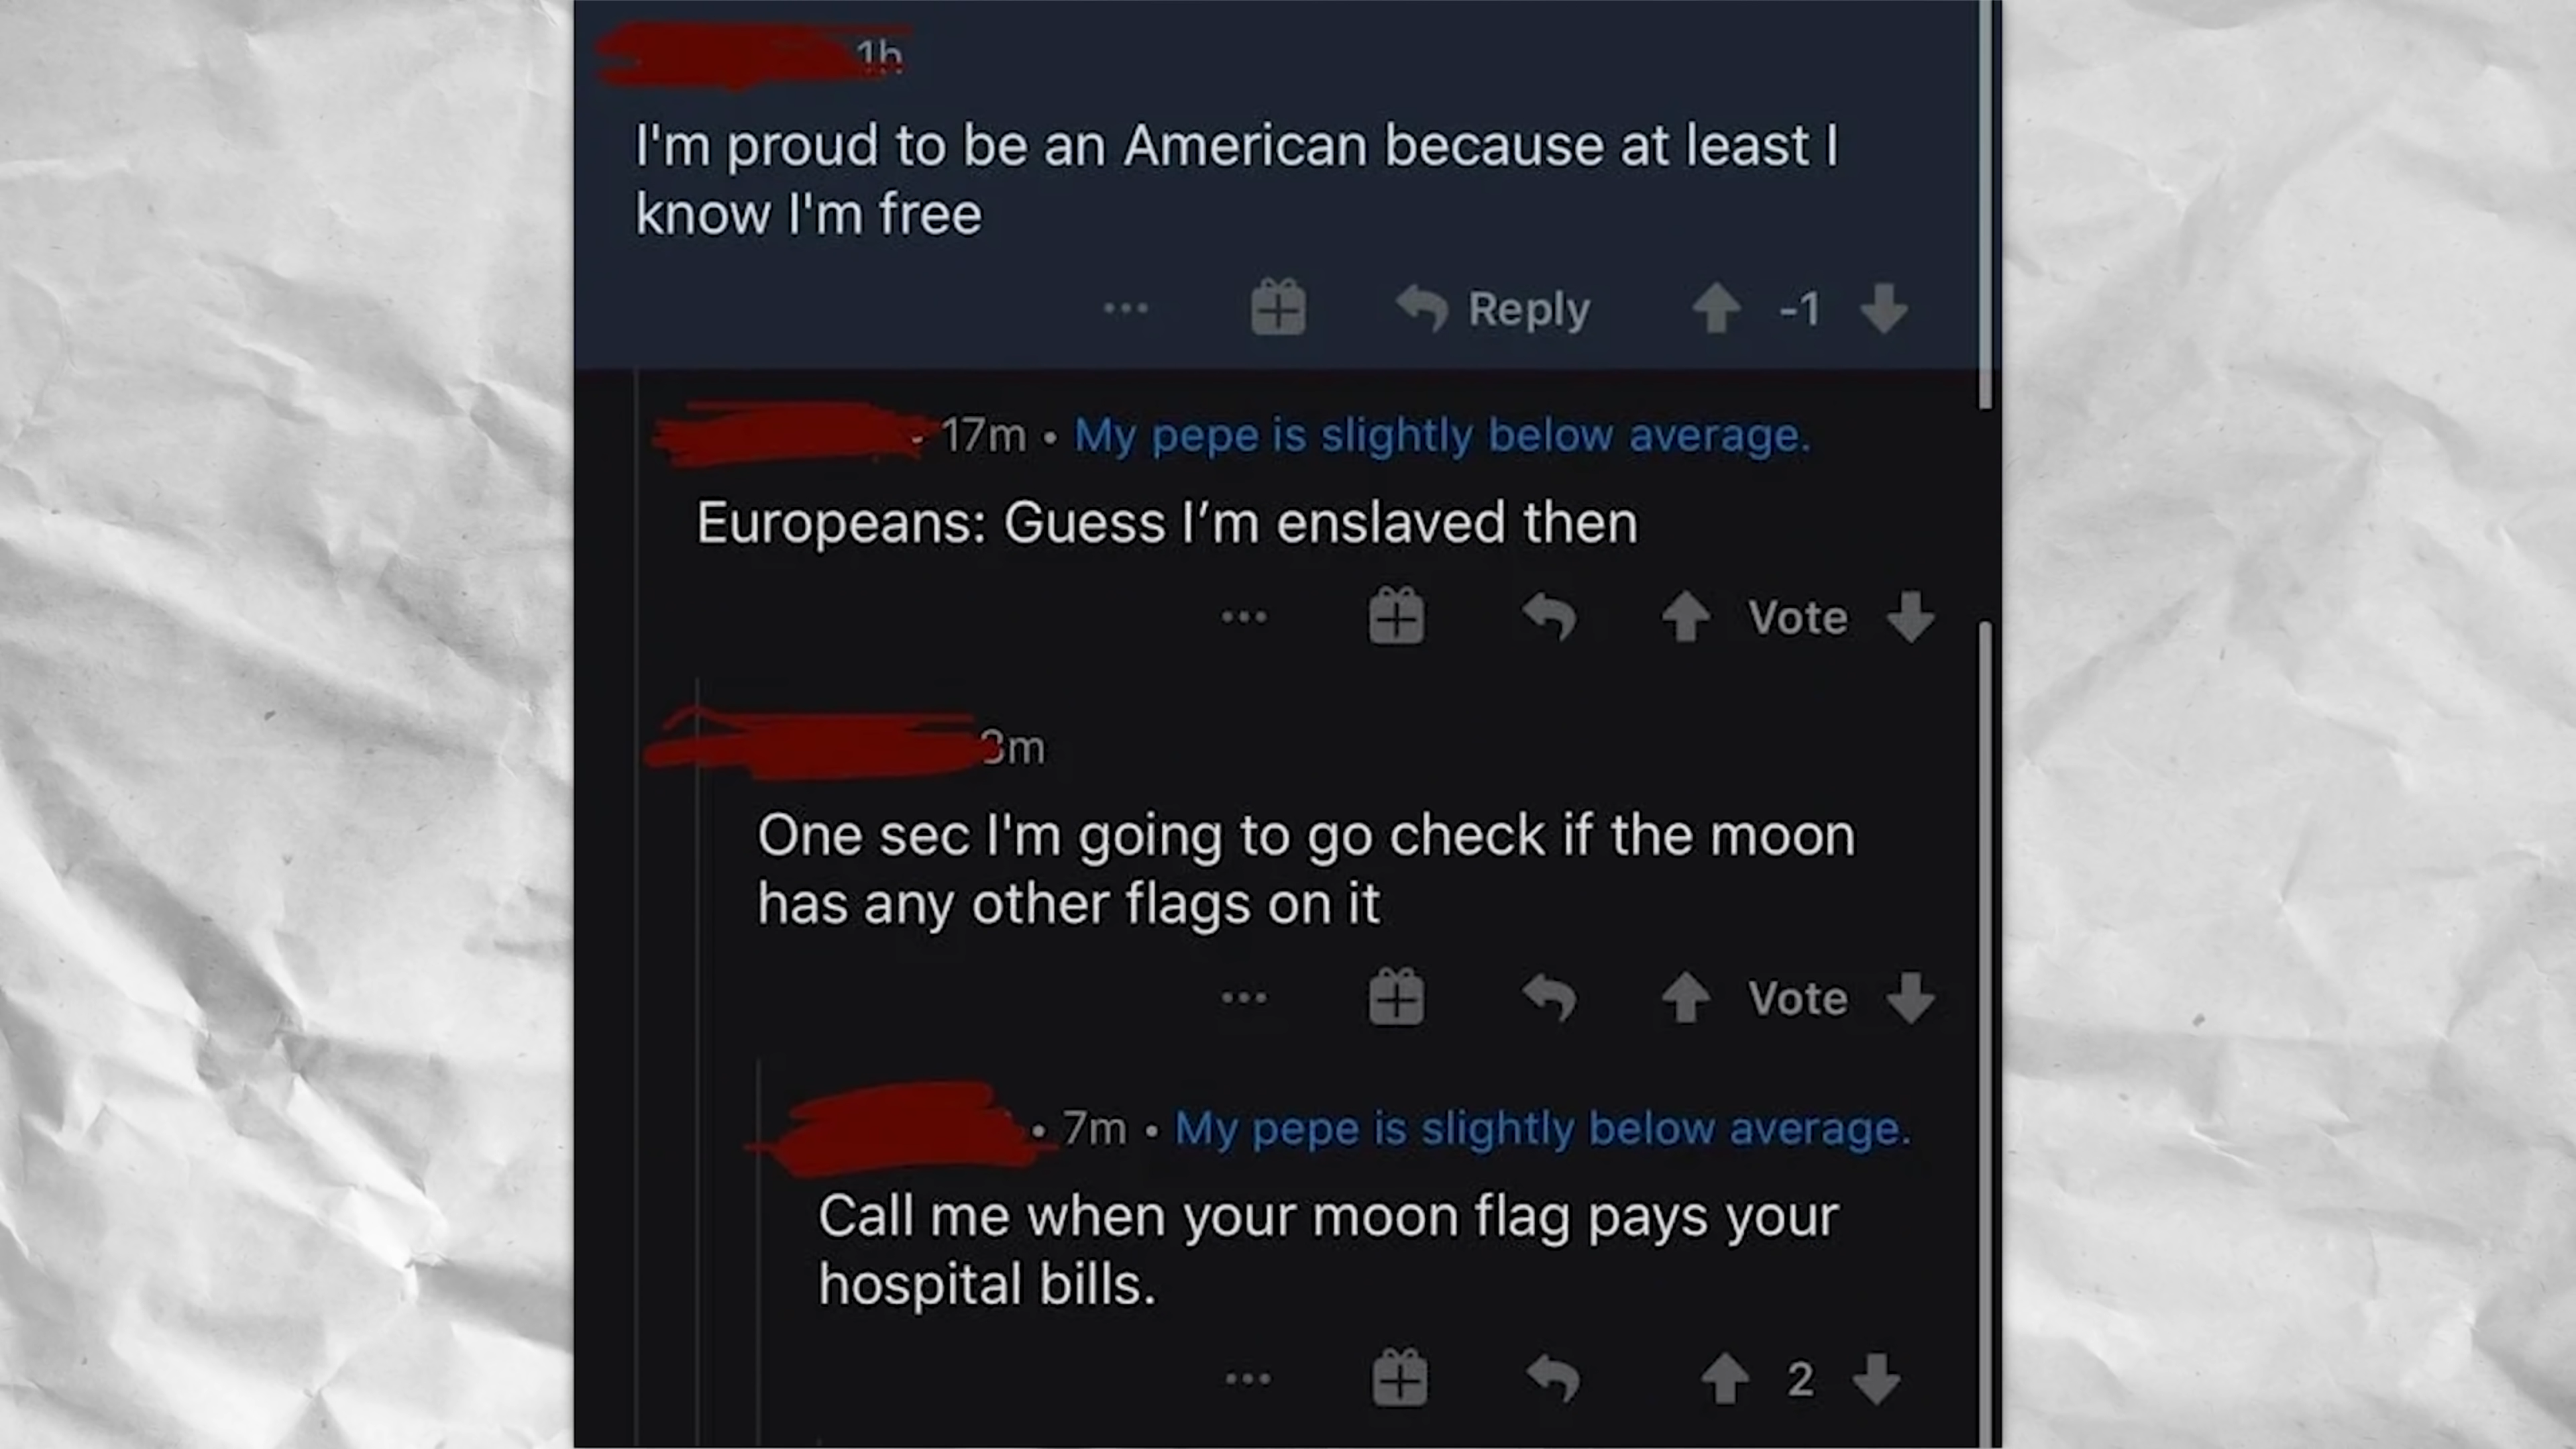 1h
I'm proud to be an American because at least I
know I'm free
Reply -1
17m • My pepe is slightly below average.
Europeans: Guess I’m enslaved then
Vote
One sec I'm going to go check if the moon
has any other flags on it
Vote
• 7m • My pepe is slightly below average.
Call me when your moon flag pays your
hospital bills.
2